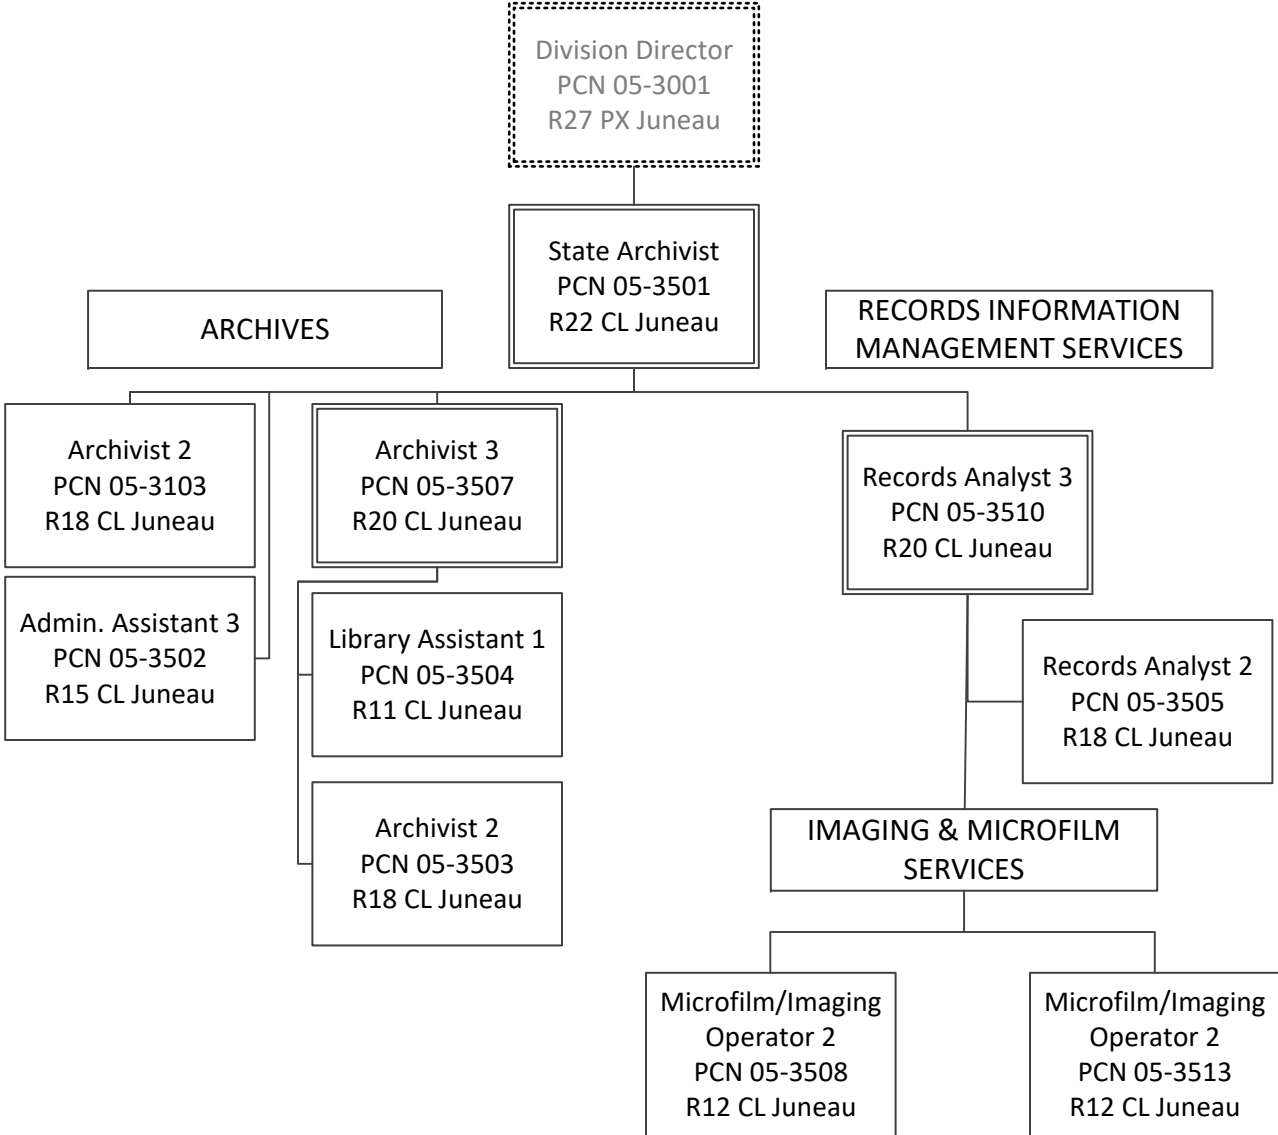 Division Director
PCN 05-3001
R27 PX Juneau
State Archivist
PCN 05-3501
R22 CL Juneau
ARCHIVES
RECORDS INFORMATION
MANAGEMENT SERVICES
Archivist 2
PCN 05-3103
R18 CL Juneau
Archivist 3
PCN 05-3507
R20 CL Juneau
Records Analyst 3
PCN 05-3510
R20 CL Juneau
Admin. Assistant 3
PCN 05-3502
R15 CL Juneau
Library Assistant 1
PCN 05-3504
R11 CL Juneau
Records Analyst 2
PCN 05-3505
R18 CL Juneau
Archivist 2
PCN 05-3503
R18 CL Juneau
IMAGING & MICROFILM
SERVICES
Microfilm/Imaging
Operator 2
PCN 05-3508
R12 CL Juneau
Microfilm/Imaging
Operator 2
PCN 05-3513
R12 CL Juneau